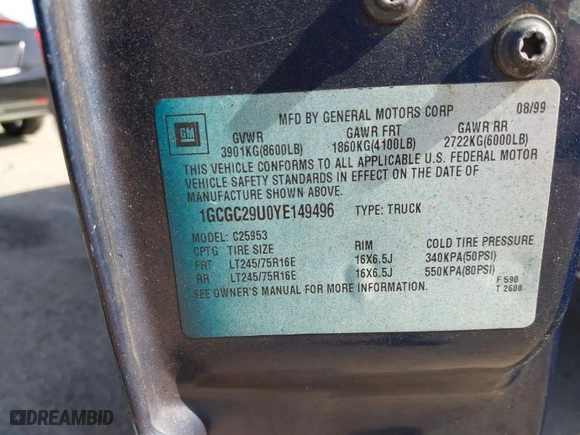 MFD BY GENERAL MOTORS CORP 08/99
GM GVWR GAWR FRT GAWR RR
3901KG(8600LB) 1860KG(4100LB) 2722KG(6000LB)
THIS VEHICLE CONFORMS TO ALL APPLICABLE U.S. FEDERAL MOTOR
VEHICLE SAFETY STANDARDS IN EFFECT ON THE DATE OF
MANUFACTURE SHOWN ABOVE.
1GCGC29U0YE149496 TYPE: TRUCK
MODEL: C25953
CPTG TIRE SIZE RIM COLD TIRE PRESSURE
FRT LT245/75R16E 16X6.5J 340KPA(50PSI)
RR LT245/75R16E 16X6.5J 550KPA(80PSI)
SEE OWNER'S MANUAL FOR MORE INFORMATION. F 590
T 2608
DREAMBID